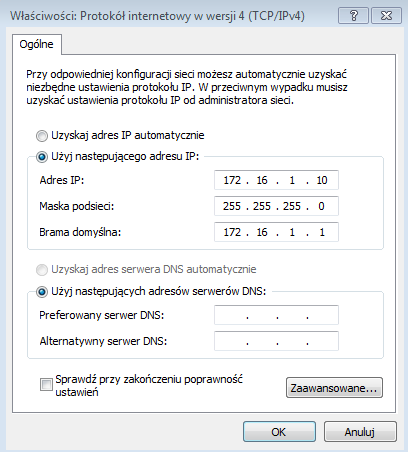 Właściwości: Protokół internetowy w wersji 4 (TCP/IPv4)
Ogólne
Przy odpowiedniej konfiguracji sieci możesz automatycznie uzyskać
niezbędne ustawienia protokołu IP. W przeciwnym wypadku musisz
uzyskać ustawienia protokołu IP od administratora sieci.
Uzyskaj adres IP automatycznie
Użyj następującego adresu IP:
Adres IP: 172 . 16 . 1 . 10
Maska podsieci: 255 . 255 . 255 . 0
Brama domyślna: 172 . 16 . 1 . 1
Uzyskaj adres serwera DNS automatycznie
Użyj następujących adresów serwerów DNS:
Preferowany serwer DNS: . . .
Alternatywny serwer DNS: . . .
Sprawdź przy zakończeniu poprawność
ustawień
Zaawansowane...
OK Anuluj